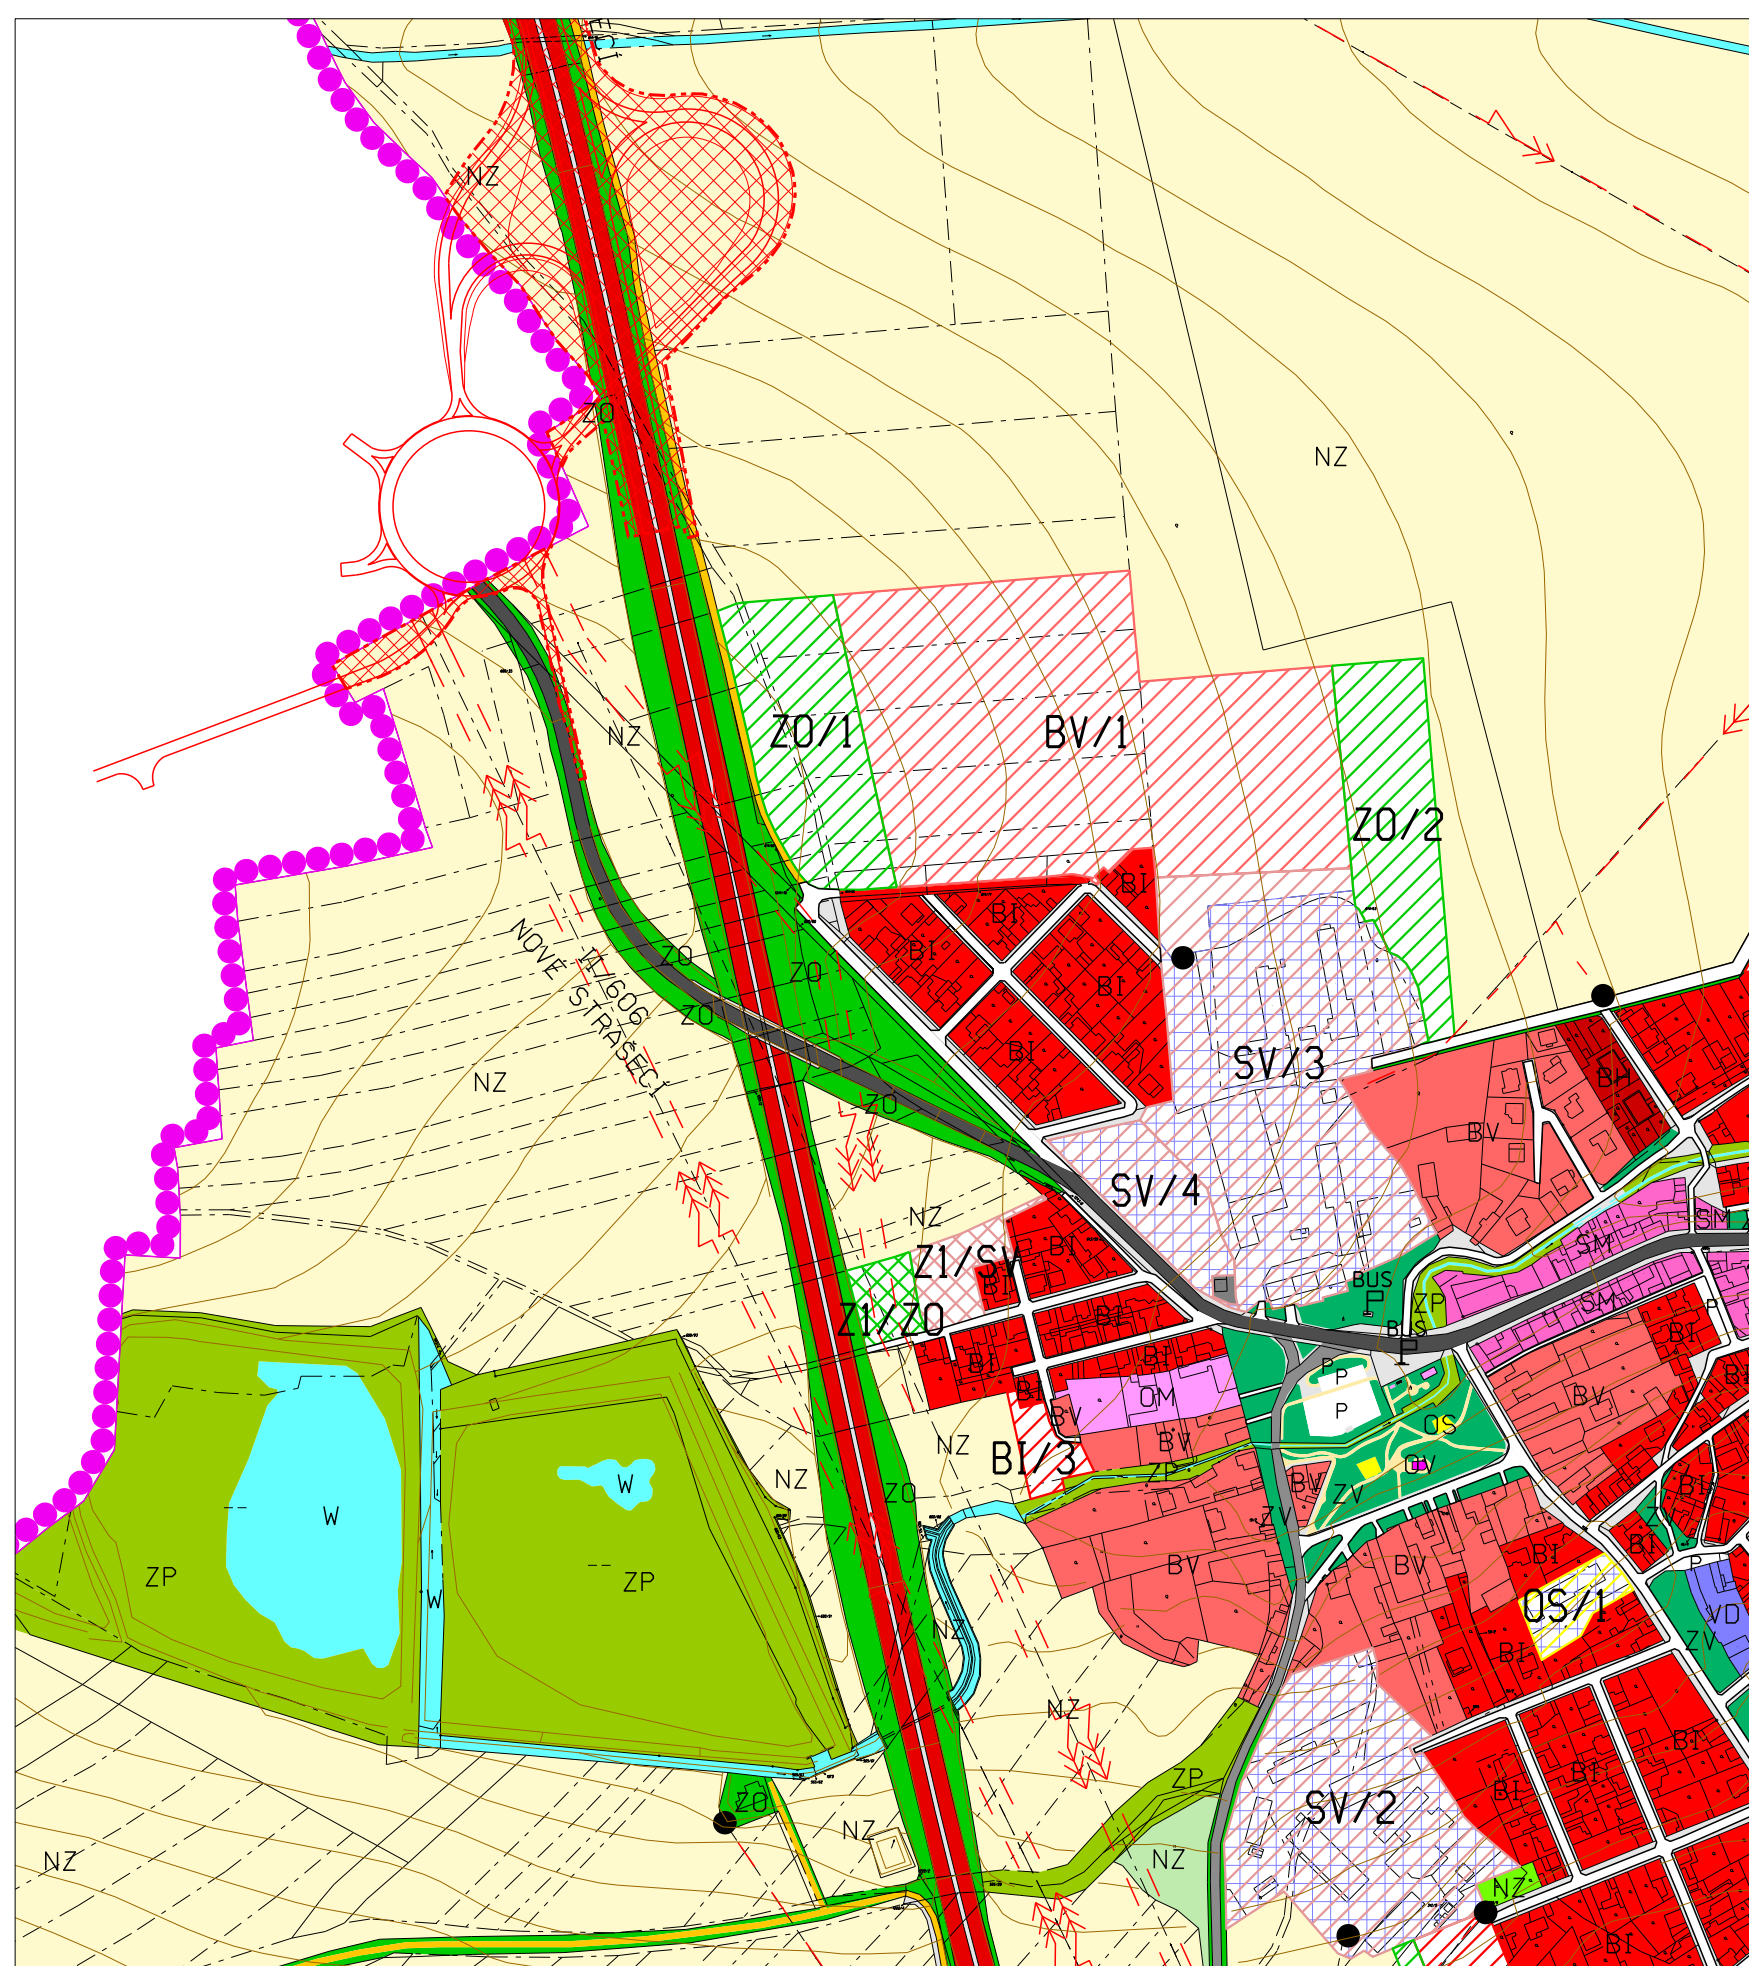 NZ
ZO
NZ
ZO/1
BV/1
NZ
ZO/2
BI
BI
BI
BI
BI
ZO
ZO
ZO
II/606
NOVÉ STRAŠECÍ
NZ
ZO
SV/3
SV/4
BH
BV
NZ
Z1/SV
BI
BI
Z1/ZO
BI
BI
BI
BI
BUS
P
BUS
P
ZP
SM
SM
SM
P
BI
BI
P
P
P
OM
BV
BV
BV
OS
OV
ZV
ZV
BV
BI/3
NZ
NZ
ZP
ZO
W
W
W
ZP
ZP
NZ
BV
BV
BI
BI
BI
ZV
P
OS/1
VD
ZV
BI
BI
NZ
ZP
ZO
NZ
NZ
NZ
SV/2
BI
BI
NZ
BI